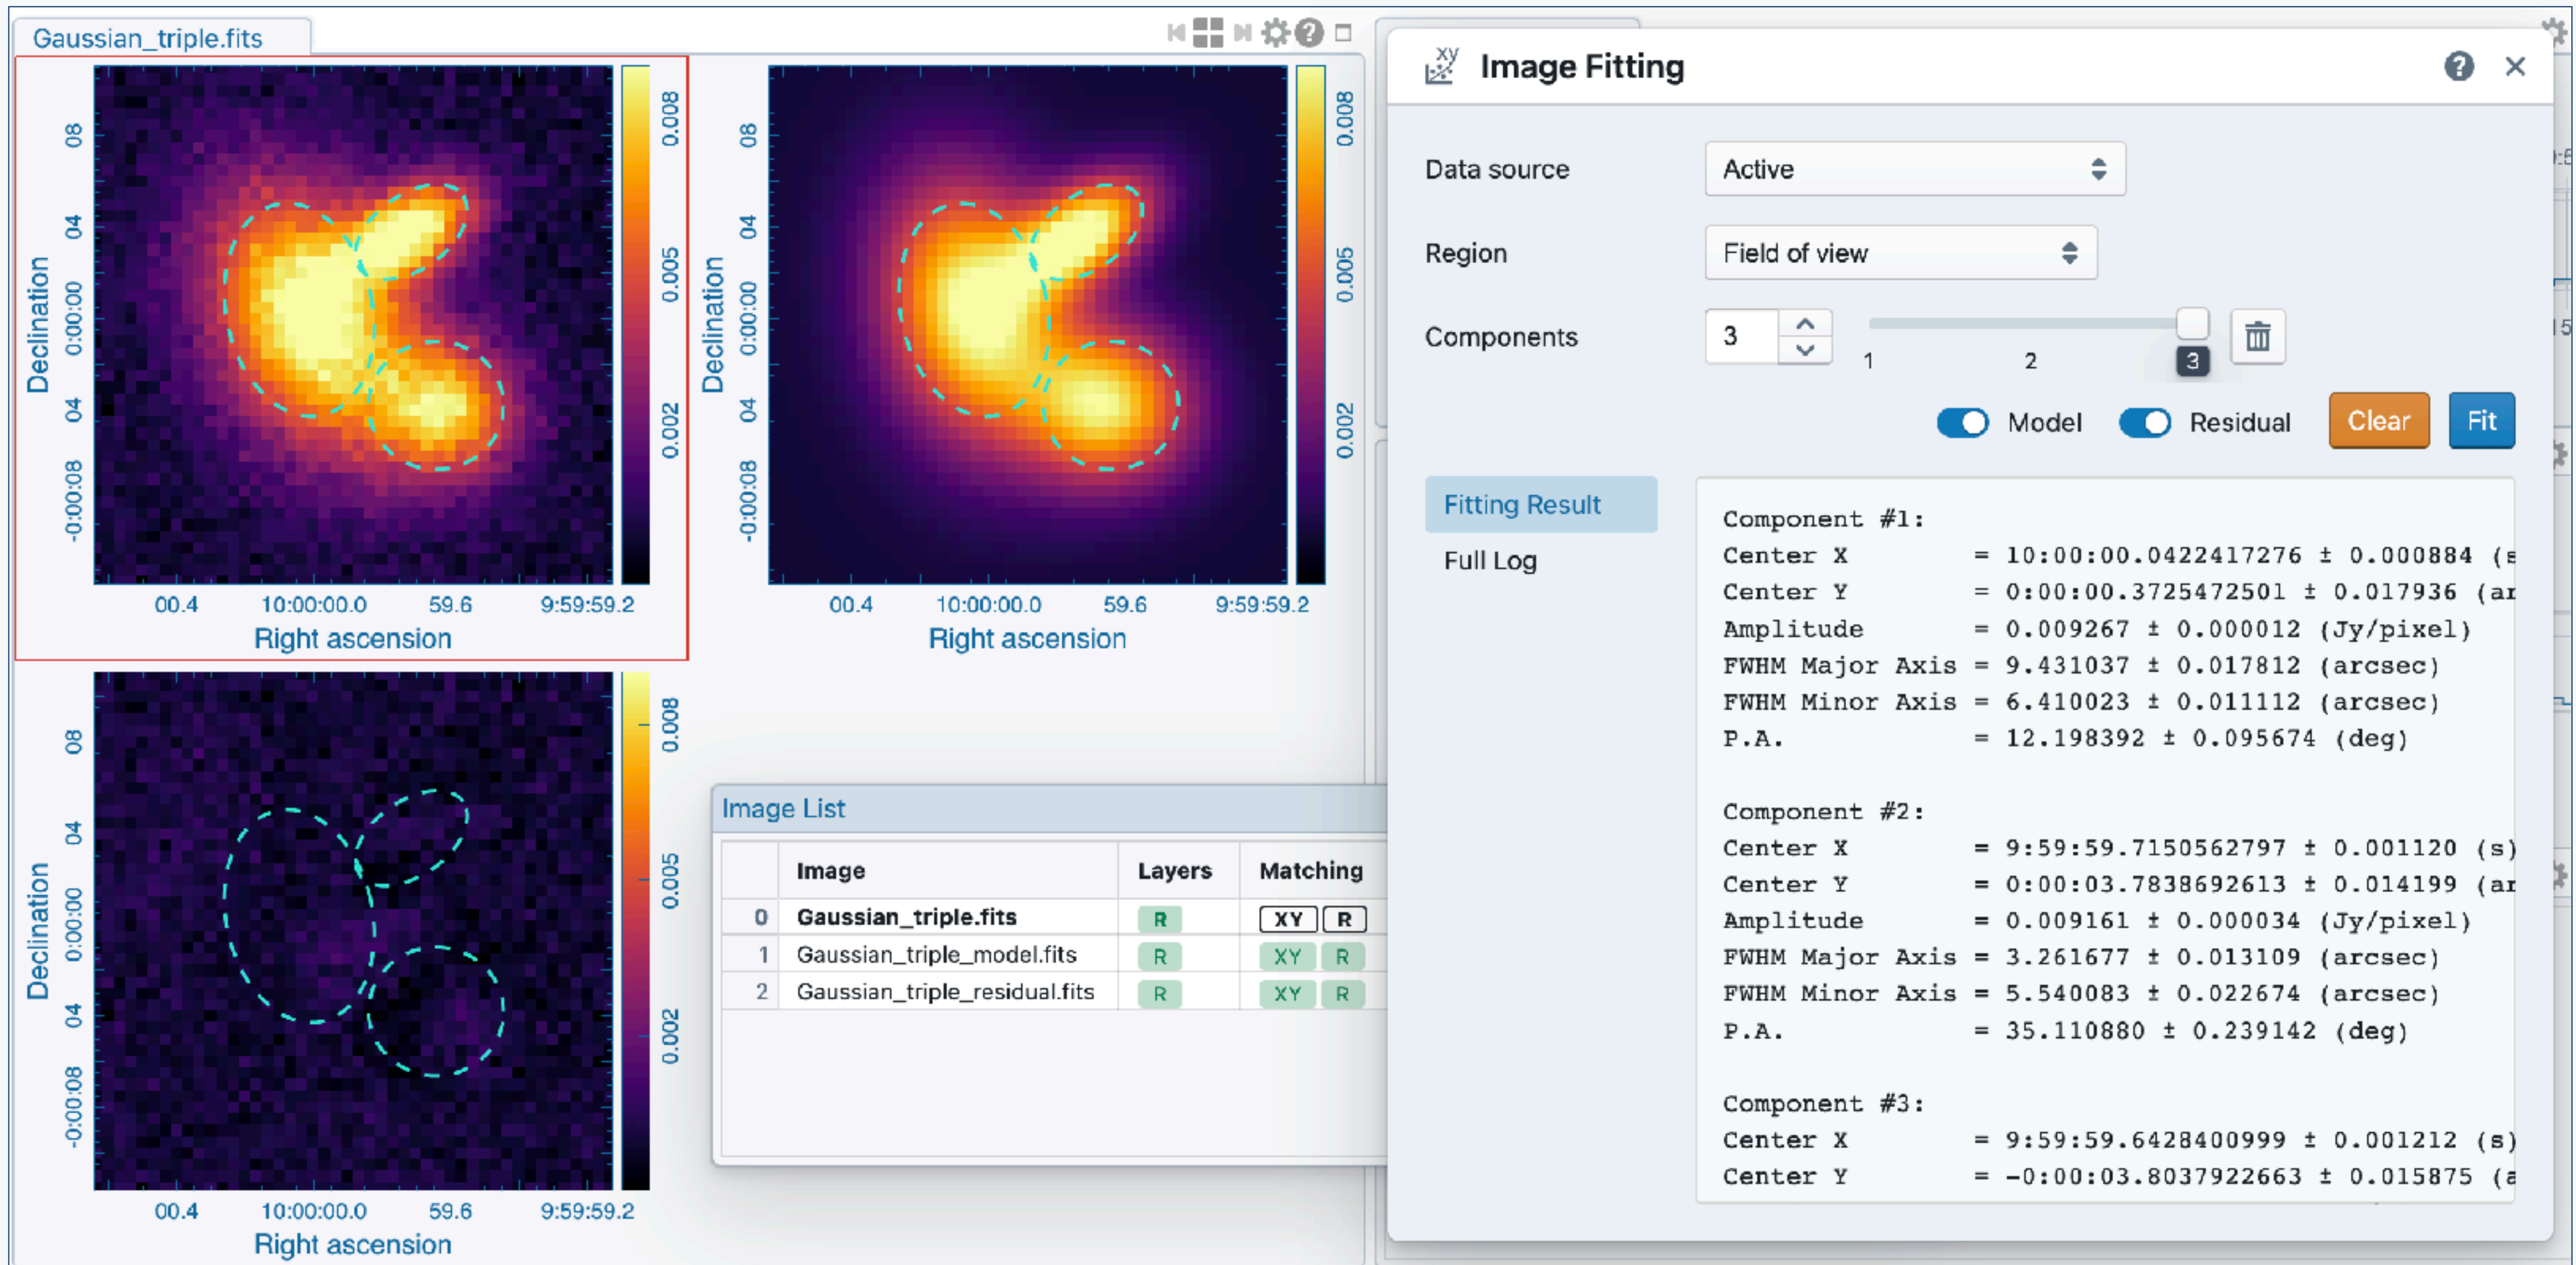 Gaussian_triple.fits
08
04
0:00:00
04
-0:00:08
Declination
00.4 10:00:00.0 59.6 9:59:59.2
Right ascension
0.008
0.005
0.002
08
04
0:00:00
04
-0:00:08
Declination
00.4 10:00:00.0 59.6 9:59:59.2
Right ascension
0.008
0.005
0.002
08
04
0:00:00
04
-0:00:08
Declination
00.4 10:00:00.0 59.6 9:59:59.2
Right ascension
0.008
0.005
0.002
Image List
Image Layers Matching
0 Gaussian_triple.fits R XY R
1 Gaussian_triple_model.fits R XY R
2 Gaussian_triple_residual.fits R XY R
xy Image Fitting
Data source Active
Region Field of view
Components 3
1 2 3
Model Residual Clear Fit
Fitting Result
Full Log
Component #1:
Center X = 10:00:00.0422417276 ± 0.000884 (s
Center Y = 0:00:00.3725472501 ± 0.017936 (ar
Amplitude = 0.009267 ± 0.000012 (Jy/pixel)
FWHM Major Axis = 9.431037 ± 0.017812 (arcsec)
FWHM Minor Axis = 6.410023 ± 0.011112 (arcsec)
P.A. = 12.198392 ± 0.095674 (deg)
Component #2:
Center X = 9:59:59.7150562797 ± 0.001120 (s)
Center Y = 0:00:03.7838692613 ± 0.014199 (ar
Amplitude = 0.009161 ± 0.000034 (Jy/pixel)
FWHM Major Axis = 3.261677 ± 0.013109 (arcsec)
FWHM Minor Axis = 5.540083 ± 0.022674 (arcsec)
P.A. = 35.110880 ± 0.239142 (deg)
Component #3:
Center X = 9:59:59.6428400999 ± 0.001212 (s)
Center Y = -0:00:03.8037922663 ± 0.015875 (a